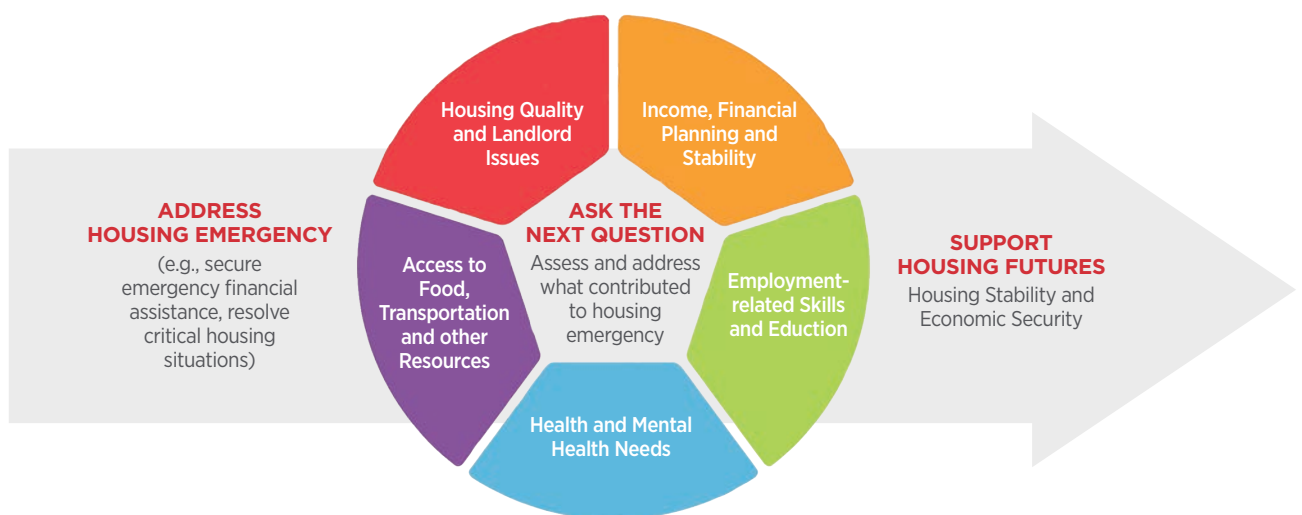 ADDRESS
HOUSING EMERGENCY
(e.g., secure
emergency financial
assistance, resolve
critical housing
situations)
Housing Quality
and Landlord
Issues
Income, Financial
Planning and
Stability
Access to
Food,
Transportation
and other
Resources
ASK THE
NEXT QUESTION
Assess and address
what contributed
to housing
emergency
Employment-
related Skills
and Eduction
Health and Mental
Health Needs
SUPPORT
HOUSING FUTURES
Housing Stability and
Economic Security